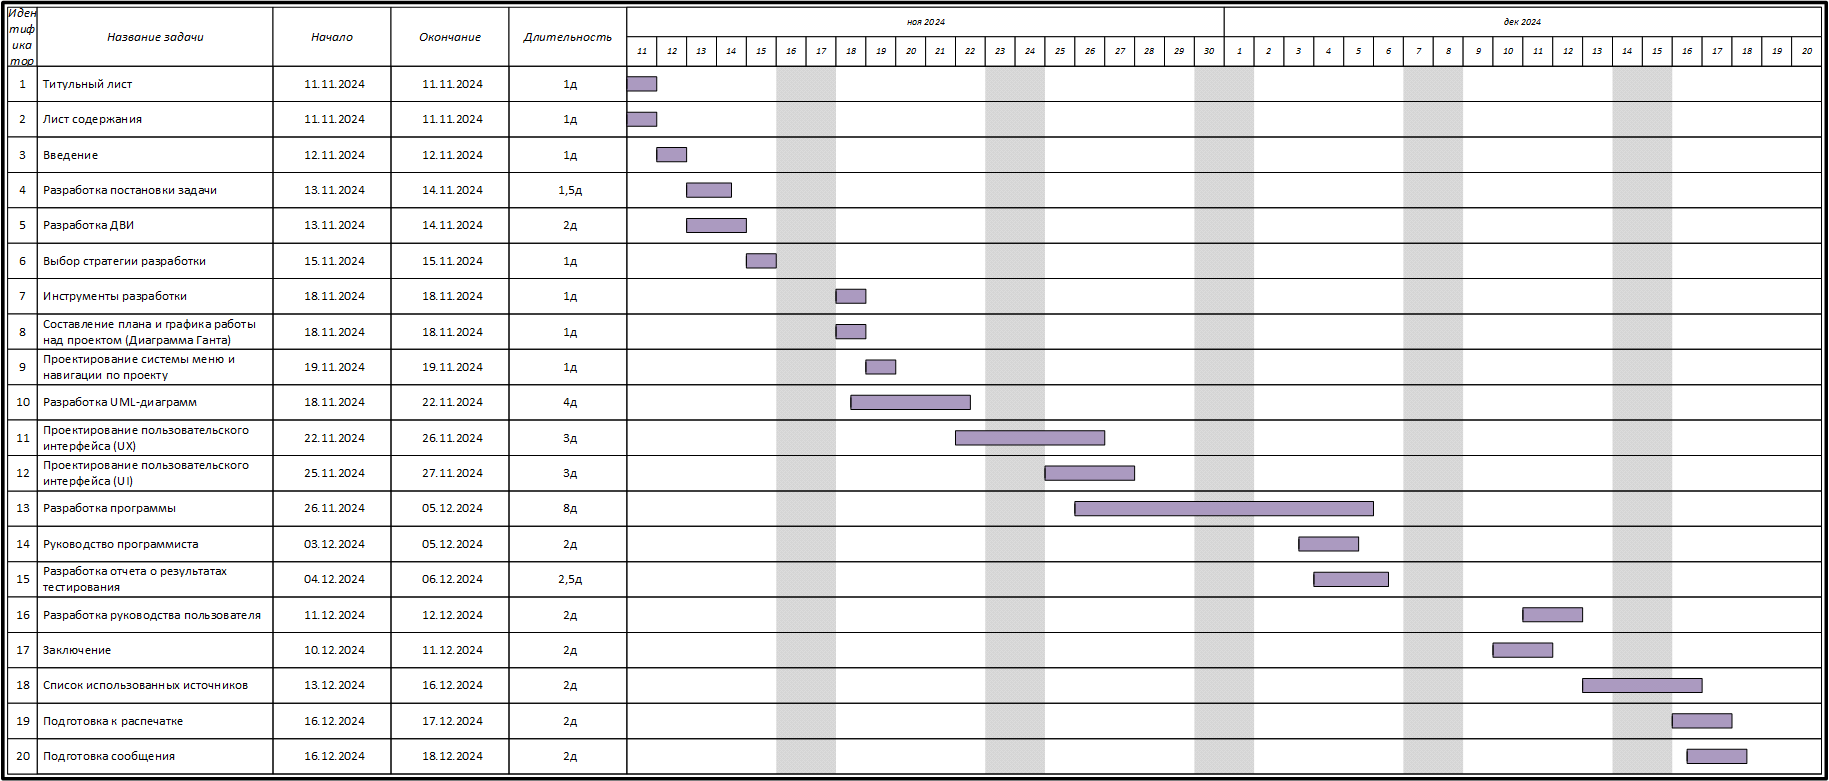 Иден
тиф
ика
тор
Название задачи
Начало
Окончание
Длительность
ноя 2024
дек 2024
11 12 13 14 15 16 17 18 19 20 21 22 23 24 25 26 27 28 29 30 1 2 3 4 5 6 7 8 9 10 11 12 13 14 15 16 17 18 19 20
1 Титульный лист 11.11.2024 11.11.2024 1д
2 Лист содержания 11.11.2024 11.11.2024 1д
3 Введение 12.11.2024 12.11.2024 1д
4 Разработка постановки задачи 13.11.2024 14.11.2024 1,5д
5 Разработка ДВИ 13.11.2024 14.11.2024 2д
6 Выбор стратегии разработки 15.11.2024 15.11.2024 1д
7 Инструменты разработки 18.11.2024 18.11.2024 1д
8 Составление плана и графика работы
над проектом (Диаграмма Ганта) 18.11.2024 18.11.2024 1д
9 Проектирование системы меню и
навигации по проекту 19.11.2024 19.11.2024 1д
10 Разработка UML-диаграмм 18.11.2024 22.11.2024 4д
11 Проектирование пользовательского
интерфейса (UX) 22.11.2024 26.11.2024 3д
12 Проектирование пользовательского
интерфейса (UI) 25.11.2024 27.11.2024 3д
13 Разработка программы 26.11.2024 05.12.2024 8д
14 Руководство программиста 03.12.2024 05.12.2024 2д
15 Разработка отчета о результатах
тестирования 04.12.2024 06.12.2024 2,5д
16 Разработка руководства пользователя 11.12.2024 12.12.2024 2д
17 Заключение 10.12.2024 11.12.2024 2д
18 Список использованных источников 13.12.2024 16.12.2024 2д
19 Подготовка к распечатке 16.12.2024 17.12.2024 2д
20 Подготовка сообщения 16.12.2024 18.12.2024 2д